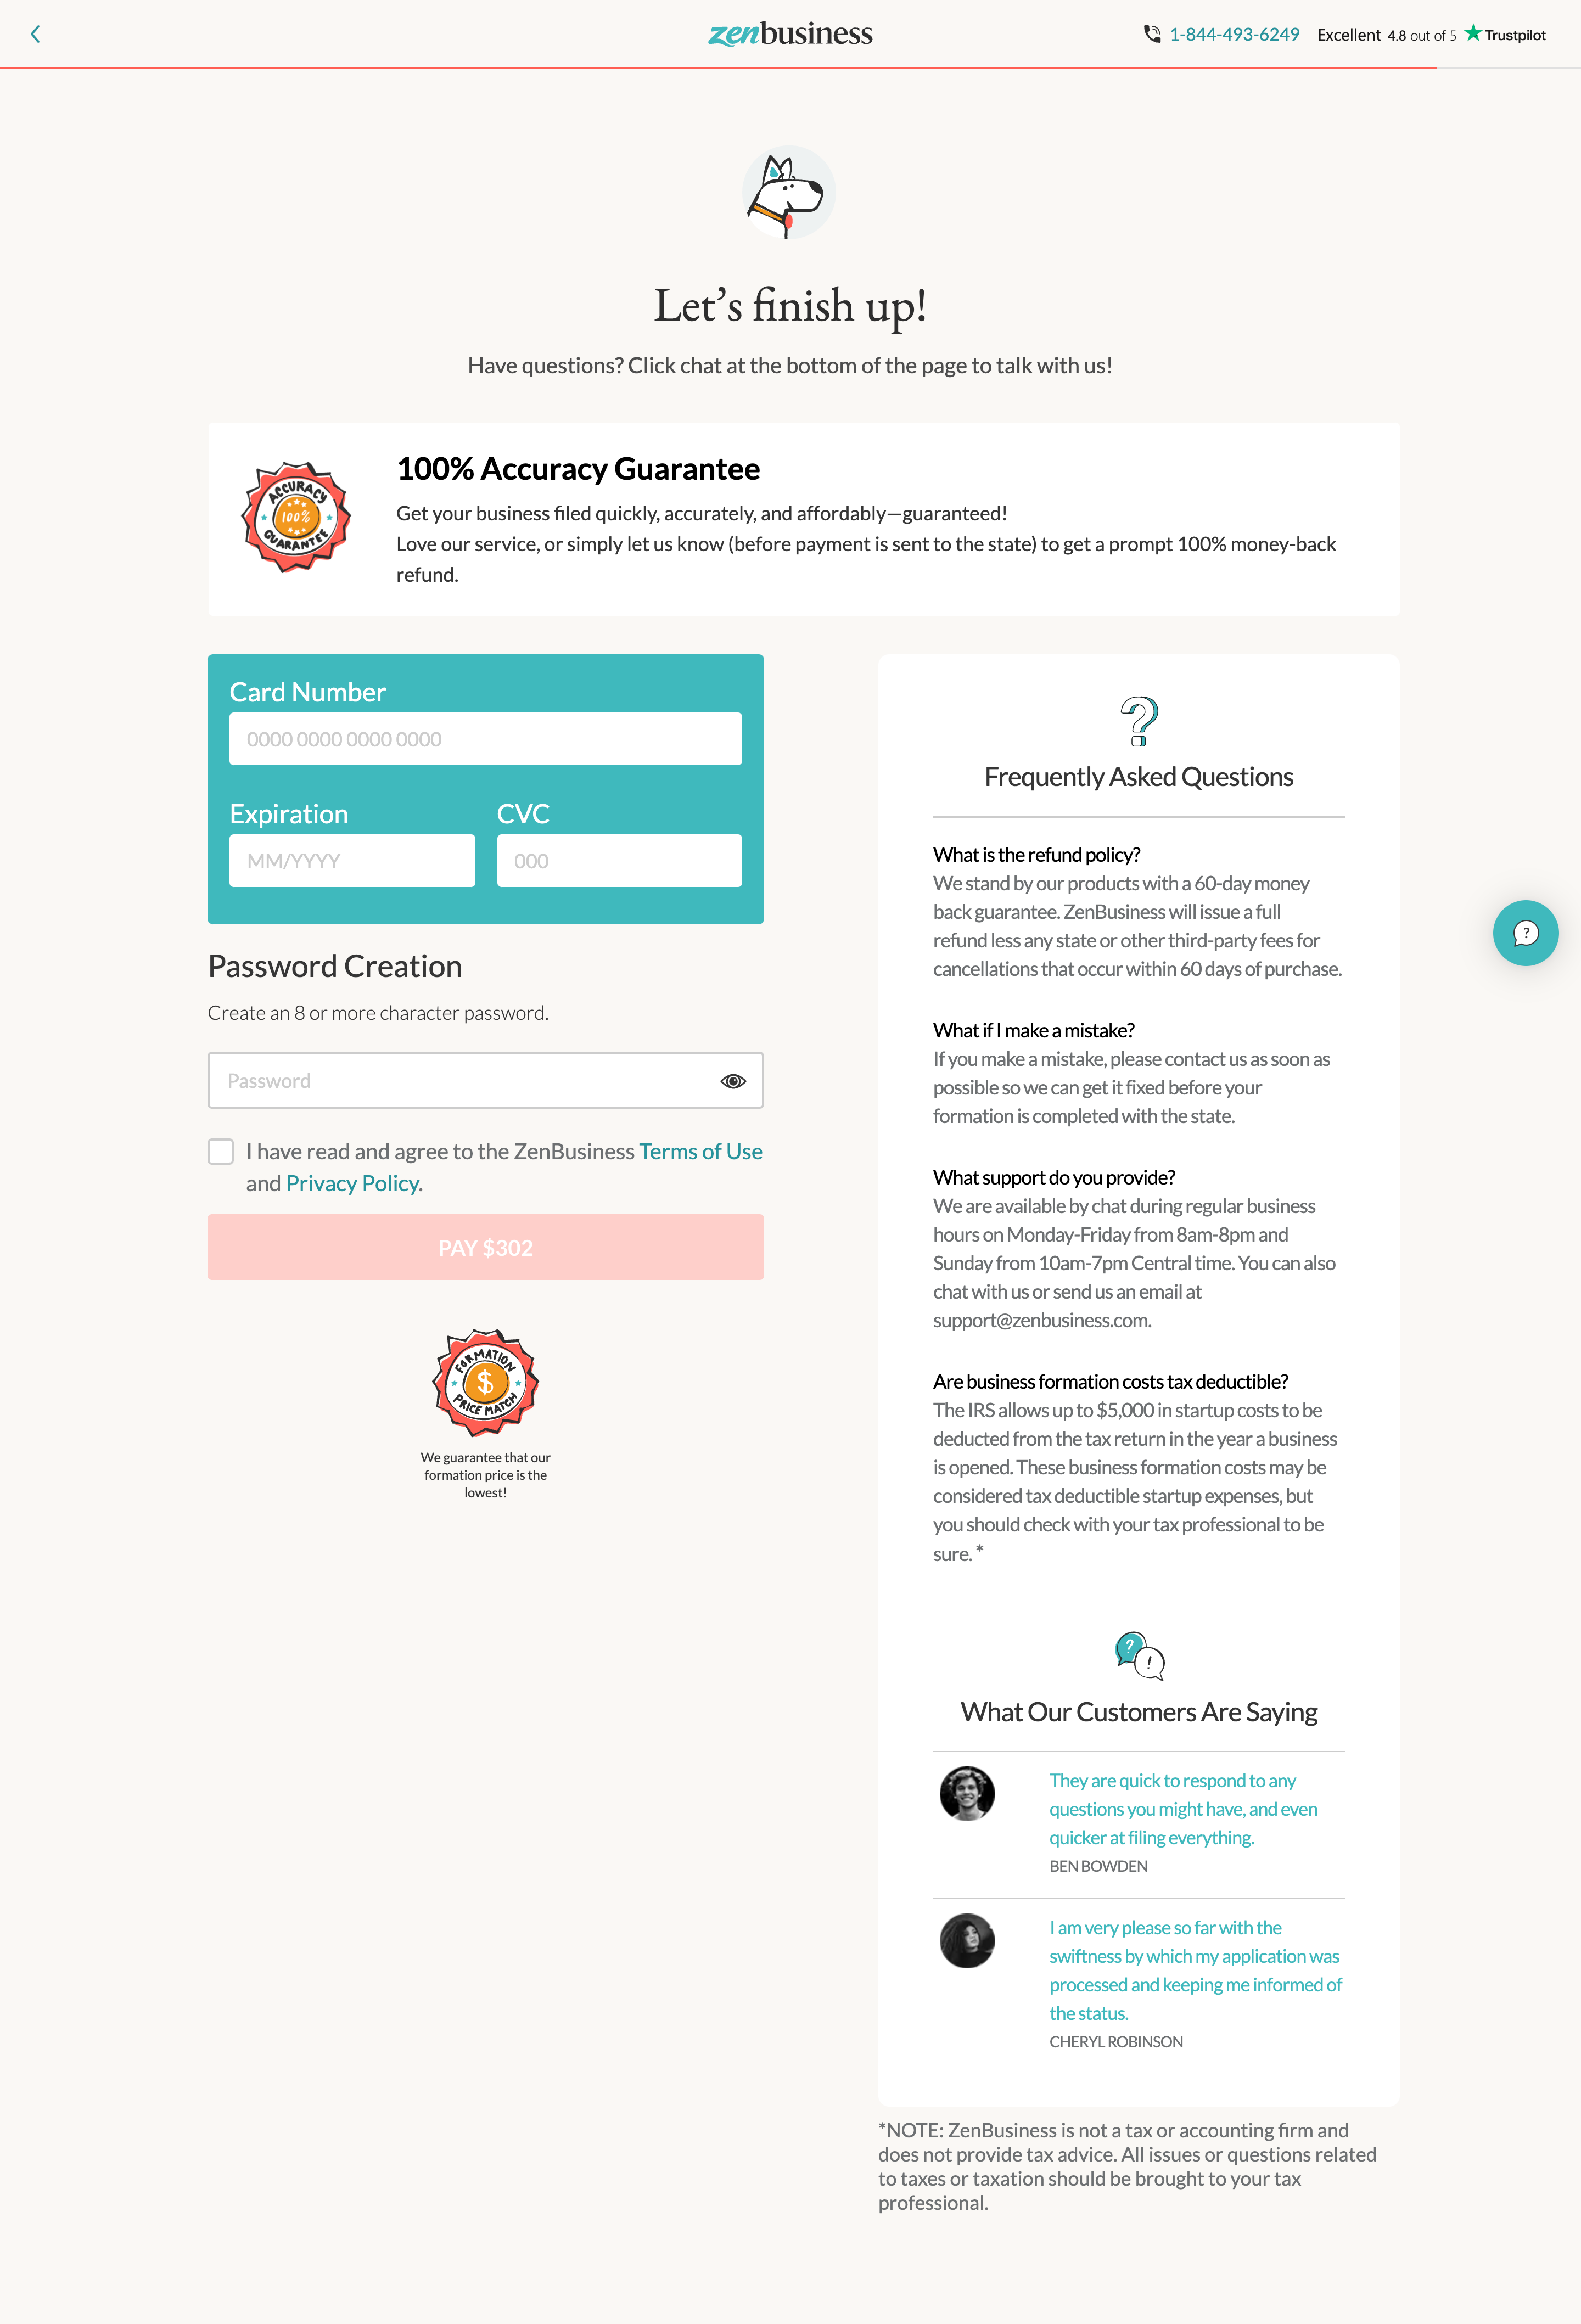 zenbusiness
1-844-493-6249
Excellent 4.8 out of 5 Trustpilot
Let’s finish up!
Have questions? Click chat at the bottom of the page to talk with us!
ACCURACY
100%
GUARANTEE
100% Accuracy Guarantee
Get your business filed quickly, accurately, and affordably—guaranteed!
Love our service, or simply let us know (before payment is sent to the state) to get a prompt 100% money-back
refund.
Card Number
0000 0000 0000 0000
Expiration
CVC
MM/YYYY
000
Password Creation
Create an 8 or more character password.
Password
I have read and agree to the ZenBusiness Terms of Use
and Privacy Policy.
PAY $302
FORMATION
$
PRICE MATCH
We guarantee that our
formation price is the
lowest!
?
Frequently Asked Questions
What is the refund policy?
We stand by our products with a 60-day money
back guarantee. ZenBusiness will issue a full
refund less any state or other third-party fees for
cancellations that occur within 60 days of purchase.
What if I make a mistake?
If you make a mistake, please contact us as soon as
possible so we can get it fixed before your
formation is completed with the state.
What support do you provide?
We are available by chat during regular business
hours on Monday-Friday from 8am-8pm and
Sunday from 10am-7pm Central time. You can also
chat with us or send us an email at
support@zenbusiness.com.
Are business formation costs tax deductible?
The IRS allows up to $5,000 in startup costs to be
deducted from the tax return in the year a business
is opened. These business formation costs may be
considered tax deductible startup expenses, but
you should check with your tax professional to be
sure. *
? !
What Our Customers Are Saying
They are quick to respond to any
questions you might have, and even
quicker at filing everything.
BEN BOWDEN
I am very please so far with the
swiftness by which my application was
processed and keeping me informed of
the status.
CHERYL ROBINSON
*NOTE: ZenBusiness is not a tax or accounting firm and
does not provide tax advice. All issues or questions related
to taxes or taxation should be brought to your tax
professional.
?